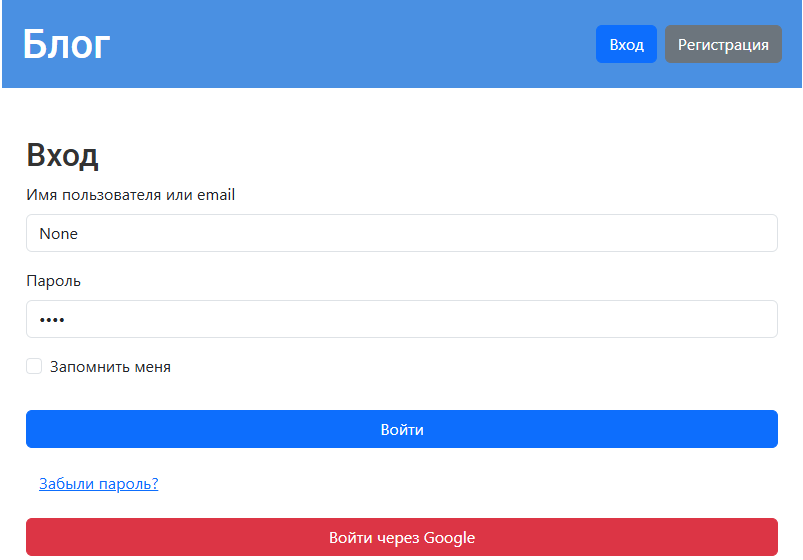 Блог
Вход Регистрация
Вход
Имя пользователя или email
None
Пароль
••••
Запомнить меня
Войти
Забыли пароль?
Войти через Google